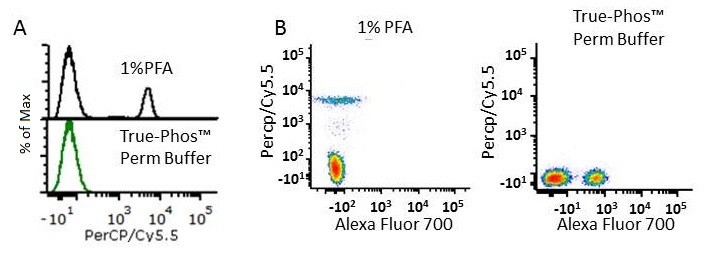 A
% of Max
1%PFA
True-Phos™
Perm Buffer
-10¹ 10³ 10⁴ 10⁵
PerCP/Cy5.5
B
1% PFA
Percp/Cy5.5
10⁵
10⁴
10³
10²
-10¹
-10² 10³ 10⁴ 10⁵
Alexa Fluor 700
True-Phos™
Perm Buffer
Percp/Cy5.5
10⁵
10⁴
10³
-10¹
-10¹ 10³ 10⁴ 10⁵
Alexa Fluor 700